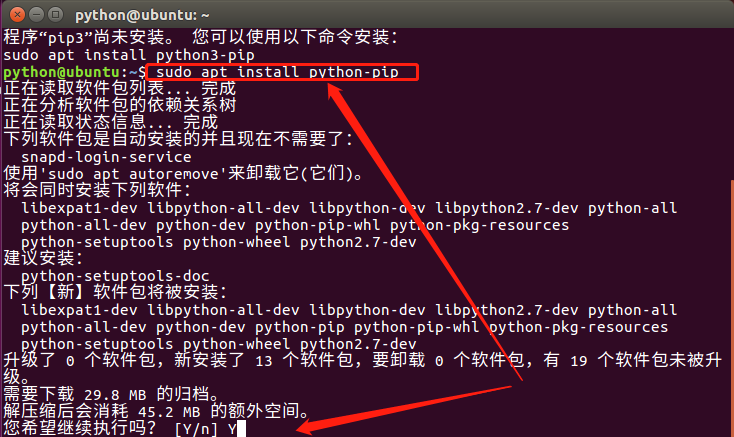 python@ubuntu: ~
程序“pip3”尚未安装。 您可以使用以下命令安装：
sudo apt install python3-pip
python@ubuntu:~$ sudo apt install python-pip
正在读取软件包列表... 完成
正在分析软件包的依赖关系树
正在读取状态信息... 完成
下列软件包是自动安装的并且现在不需要了：
snapd-login-service
使用'sudo apt autoremove'来卸载它(它们)。
将会同时安装下列软件：
libexpat1-dev libpython-all-dev libpython-dev libpython2.7-dev python-all
python-all-dev python-dev python-pip-whl python-pkg-resources
python-setuptools python-wheel python2.7-dev
建议安装：
python-setuptools-doc
下列【新】软件包将被安装：
libexpat1-dev libpython-all-dev libpython-dev libpython2.7-dev python-all
python-all-dev python-dev python-pip python-pip-whl python-pkg-resources
python-setuptools python-wheel python2.7-dev
升级了 0 个软件包，新安装了 13 个软件包，要卸载 0 个软件包，有 19 个软件包未被升
级。
需要下载 29.8 MB 的归档。
解压缩后会消耗 45.2 MB 的额外空间。
您希望继续执行吗？ [Y/n] Y